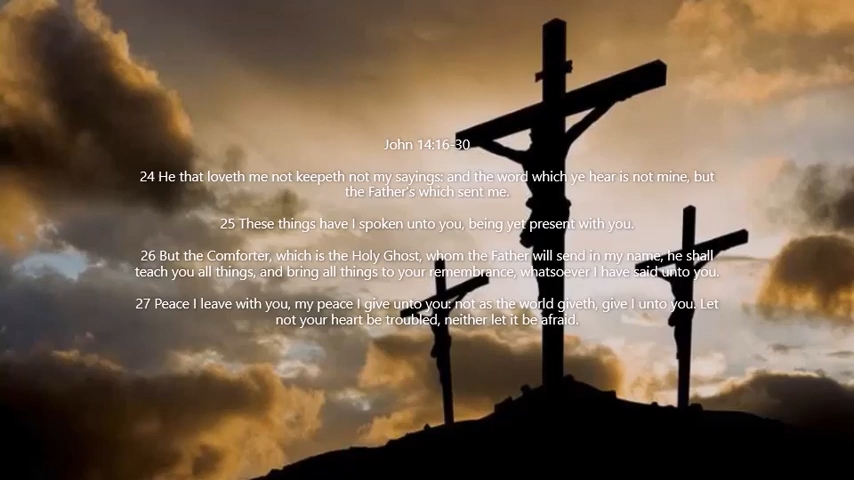 John 14:16-30
24 He that loveth me not keepeth not my sayings: and the word which ye hear is not mine, but
the Father's which sent me.
25 These things have I spoken unto you, being yet present with you.
26 But the Comforter, which is the Holy Ghost, whom the Father will send in my name, he shall
teach you all things, and bring all things to your remembrance, whatsoever I have said unto you.
27 Peace I leave with you, my peace I give unto you: not as the world giveth, give I unto you. Let
not your heart be troubled, neither let it be afraid.